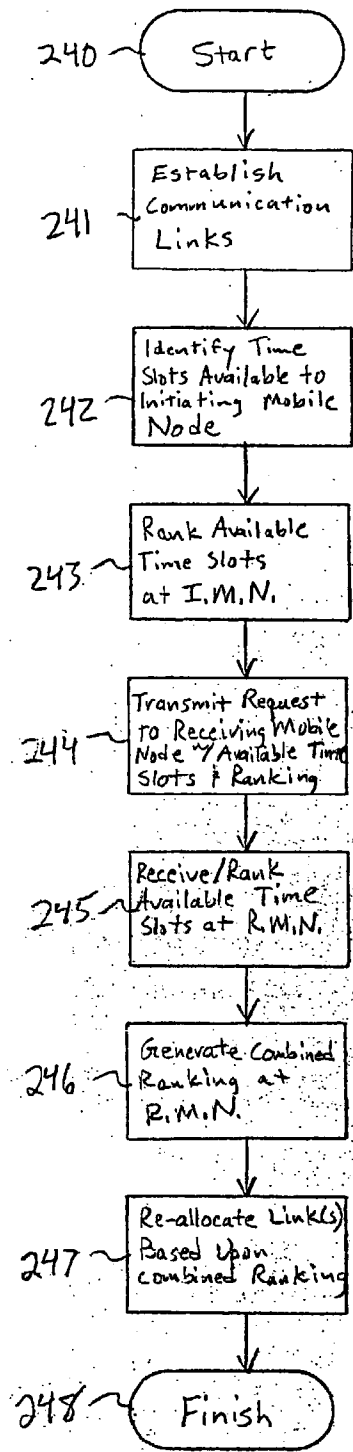 240
Start
241
Establish
Communication
Links
242
Identify Time
Slots Available to
Initiating Mobile
Node
243
Rank Available
Time Slots
at I.M.N.
244
Transmit Request
to Receiving Mobile
Node w/ Available Time
Slots & Ranking
245
Receive/Rank
Available Time
Slots at R.M.N.
246
Generate Combined
Ranking at
R.M.N.
247
Re-allocate Link(s)
Based Upon
combined Ranking
248
Finish